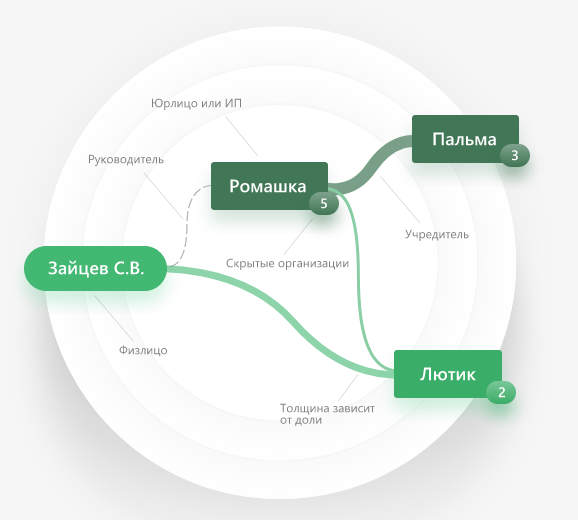 Юрлицо или ИП
Пальма
3
Руководитель
Ромашка
5
Учредитель
Скрытые организации
Зайцев С.В.
Физлицо
Лютик
2
Толщина зависит
от доли